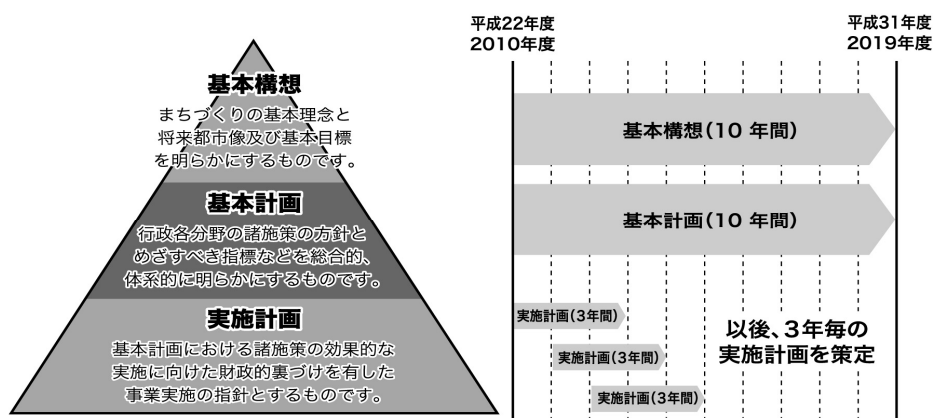 基本構想
まちづくりの基本理念と
将来都市像及び基本目標
を明らかにするものです。
基本計画
行政各分野の諸施策の方針と
めざすべき指標などを総合的、
体系的に明らかにするものです。
実施計画
基本計画における諸施策の効果的な
実施に向けた財政的裏づけを有した
事業実施の指針とするものです。
平成22年度
2010年度
平成31年度
2019年度
基本構想（10 年間）
基本計画（10 年間）
実施計画（3年間）
実施計画（3年間）
実施計画（3年間）
以後、3年毎の
実施計画を策定